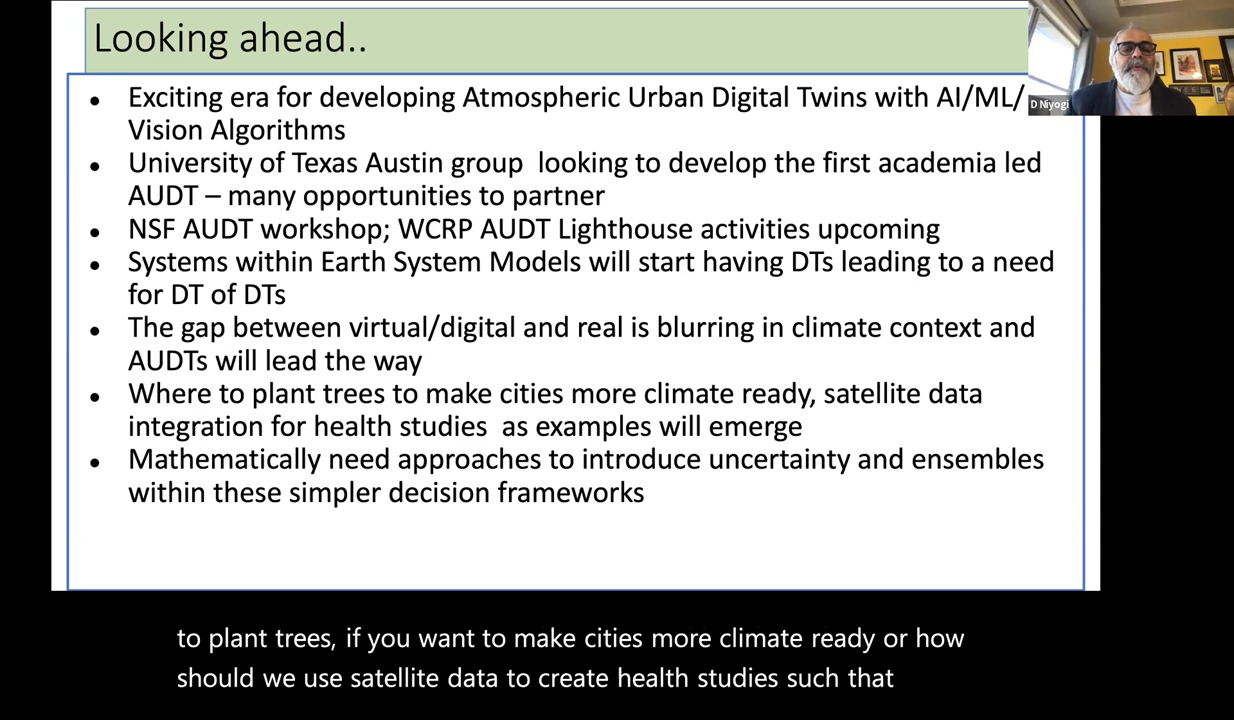 Looking ahead..
D Niyogi
• Exciting era for developing Atmospheric Urban Digital Twins with AI/ML/
Vision Algorithms
• University of Texas Austin group  looking to develop the first academia led
AUDT – many opportunities to partner
• NSF AUDT workshop; WCRP AUDT Lighthouse activities upcoming
• Systems within Earth System Models will start having DTs leading to a need
for DT of DTs
• The gap between virtual/digital and real is blurring in climate context and
AUDTs will lead the way
• Where to plant trees to make cities more climate ready, satellite data
integration for health studies  as examples will emerge
• Mathematically need approaches to introduce uncertainty and ensembles
within these simpler decision frameworks
to plant trees, if you want to make cities more climate ready or how
should we use satellite data to create health studies such that